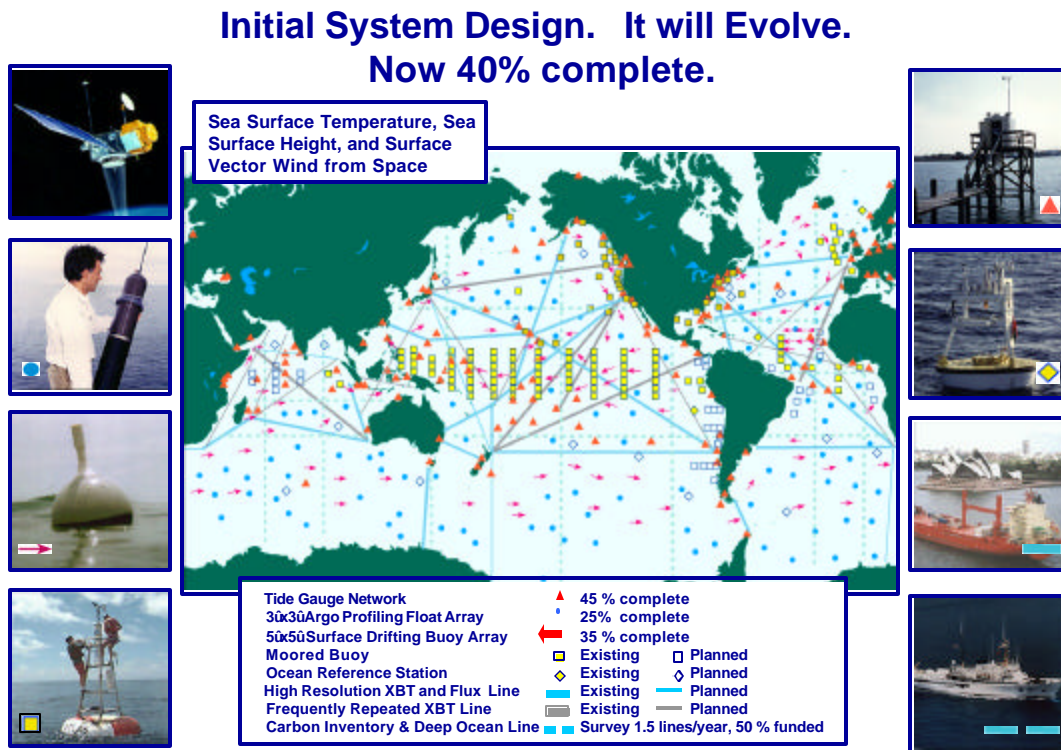 Initial System Design. It will Evolve.
Now 40% complete.
Sea Surface Temperature, Sea
Surface Height, and Surface
Vector Wind from Space
Tide Gauge Network 45 % complete
3ûx3ûArgo Profiling Float Array 25% complete
5ûx5ûSurface Drifting Buoy Array 35 % complete
Moored Buoy Existing Planned
Ocean Reference Station Existing Planned
High Resolution XBT and Flux Line Existing Planned
Frequently Repeated XBT Line Existing Planned
Carbon Inventory & Deep Ocean Line Survey 1.5 lines/year, 50 % funded